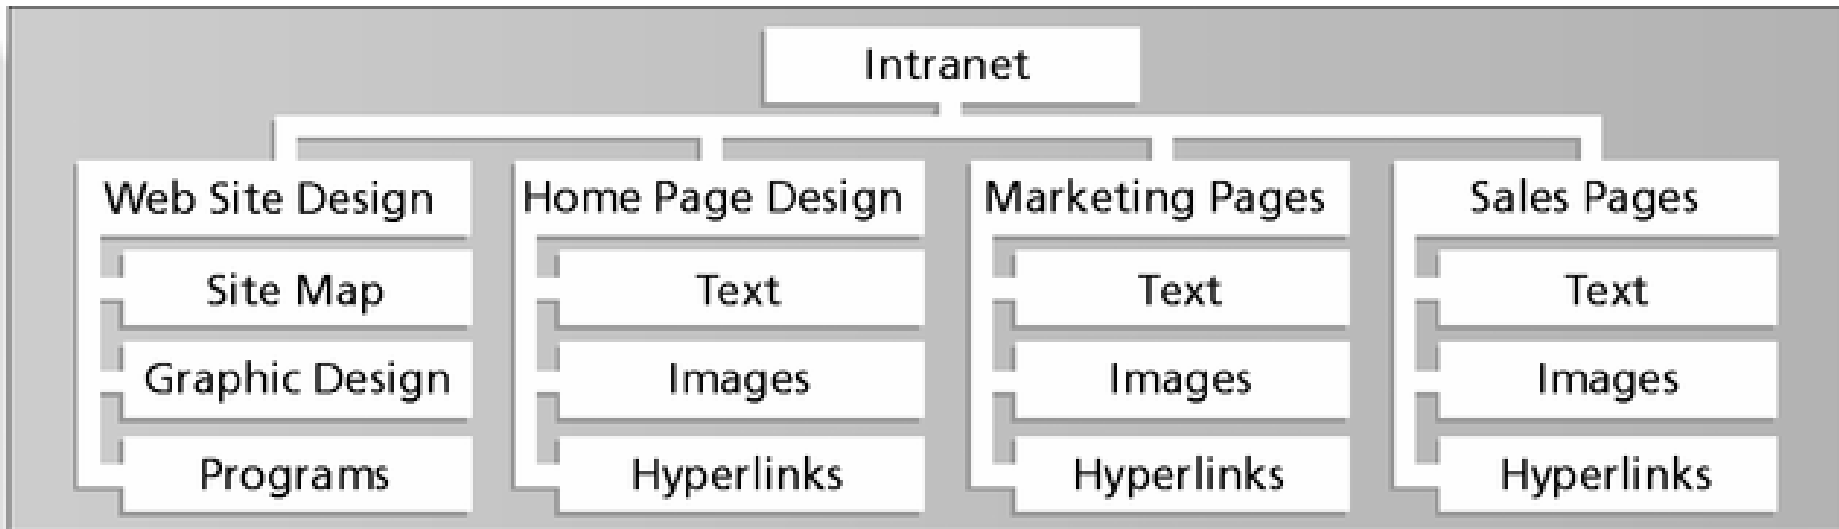 Intranet
Web Site Design
Home Page Design
Marketing Pages
Sales Pages
Site Map
Text
Text
Text
Graphic Design
Images
Images
Images
Programs
Hyperlinks
Hyperlinks
Hyperlinks